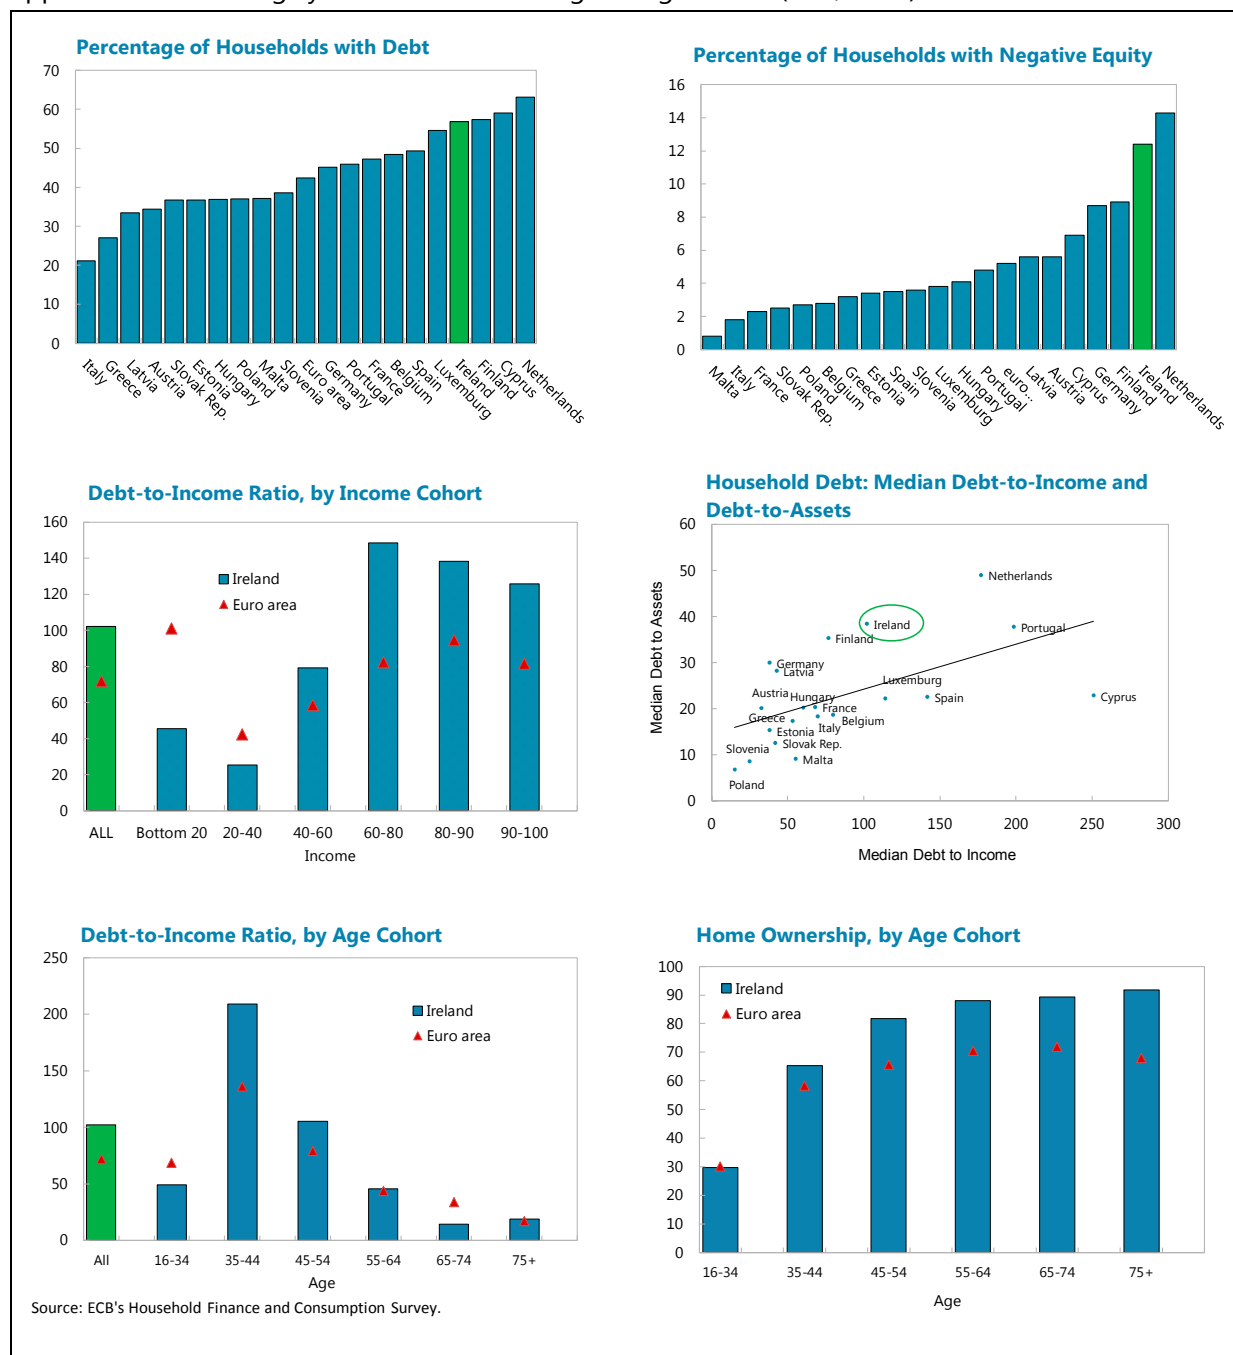 Percentage of Households with Debt
70
60
50
40
30
20
10
0
Italy
Greece
Latvia
Austria
Slovak Rep.
Estonia
Hungary
Poland
Malta
Slovenia
Euro area
Germany
Portugal
France
Belgium
Spain
Luxemburg
Ireland
Finland
Cyprus
Netherlands
Percentage of Households with Negative Equity
16
14
12
10
8
6
4
2
0
Malta
Italy
France
Slovak Rep.
Poland
Belgium
Greece
Estonia
Spain
Slovenia
Luxemburg
Hungary
Portugal
euro...
Latvia
Austria
Cyprus
Germany
Finland
Ireland
Netherlands
Debt-to-Income Ratio, by Income Cohort
160
140
120
100
80
60
40
20
0
Ireland
Euro area
ALL Bottom 20 20-40 40-60 60-80 80-90 90-100
Income
Household Debt: Median Debt-to-Income and
Debt-to-Assets
Median Debt to Assets
60
50
40
30
20
10
0
Netherlands
Ireland
Portugal
Finland
Germany
Latvia
Luxemburg
Austria
Hungary
Spain
Cyprus
France
Greece
Belgium
Italy
Estonia
Slovak Rep.
Slovenia
Malta
Poland
0 50 100 150 200 250 300
Median Debt to Income
Debt-to-Income Ratio, by Age Cohort
250
200
150
100
50
0
Ireland
Euro area
All 16-34 35-44 45-54 55-64 65-74 75+
Age
Home Ownership, by Age Cohort
100
90
80
70
60
50
40
30
20
10
0
Ireland
Euro area
16-34 35-44 45-54 55-64 65-74 75+
Age
Source: ECB's Household Finance and Consumption Survey.